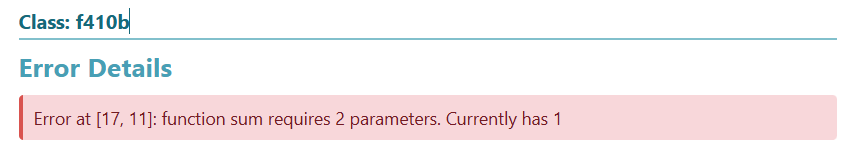 Class: f410b
Error Details
Error at [17, 11]: function sum requires 2 parameters. Currently has 1